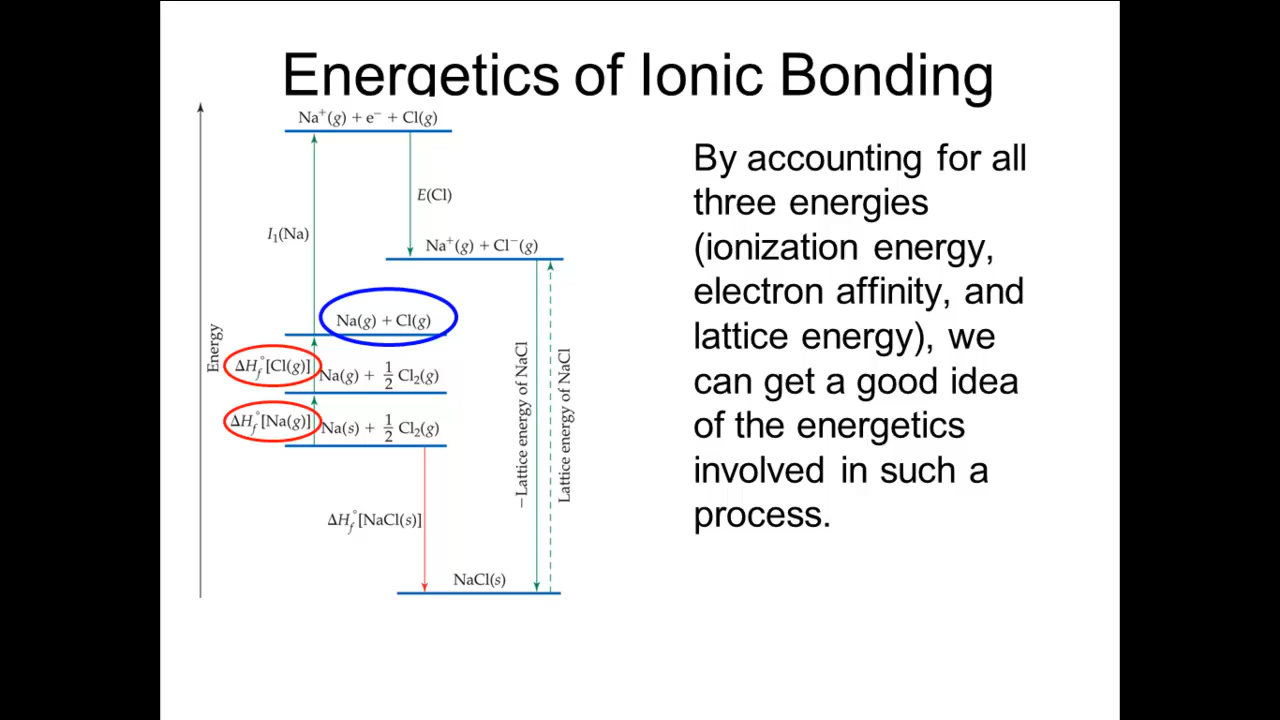 Energetics of Ionic Bonding
Na⁺(g) + e⁻ + Cl(g)
E(Cl)
I₁(Na)
Na⁺(g) + Cl⁻(g)
Na(g) + Cl(g)
Energy
ΔH°f[Cl(g)]
Na(g) + 1/2 Cl₂(g)
ΔH°f[Na(g)]
Na(s) + 1/2 Cl₂(g)
−Lattice energy of NaCl
Lattice energy of NaCl
ΔH°f[NaCl(s)]
NaCl(s)
By accounting for all
three energies
(ionization energy,
electron affinity, and
lattice energy), we
can get a good idea
of the energetics
involved in such a
process.